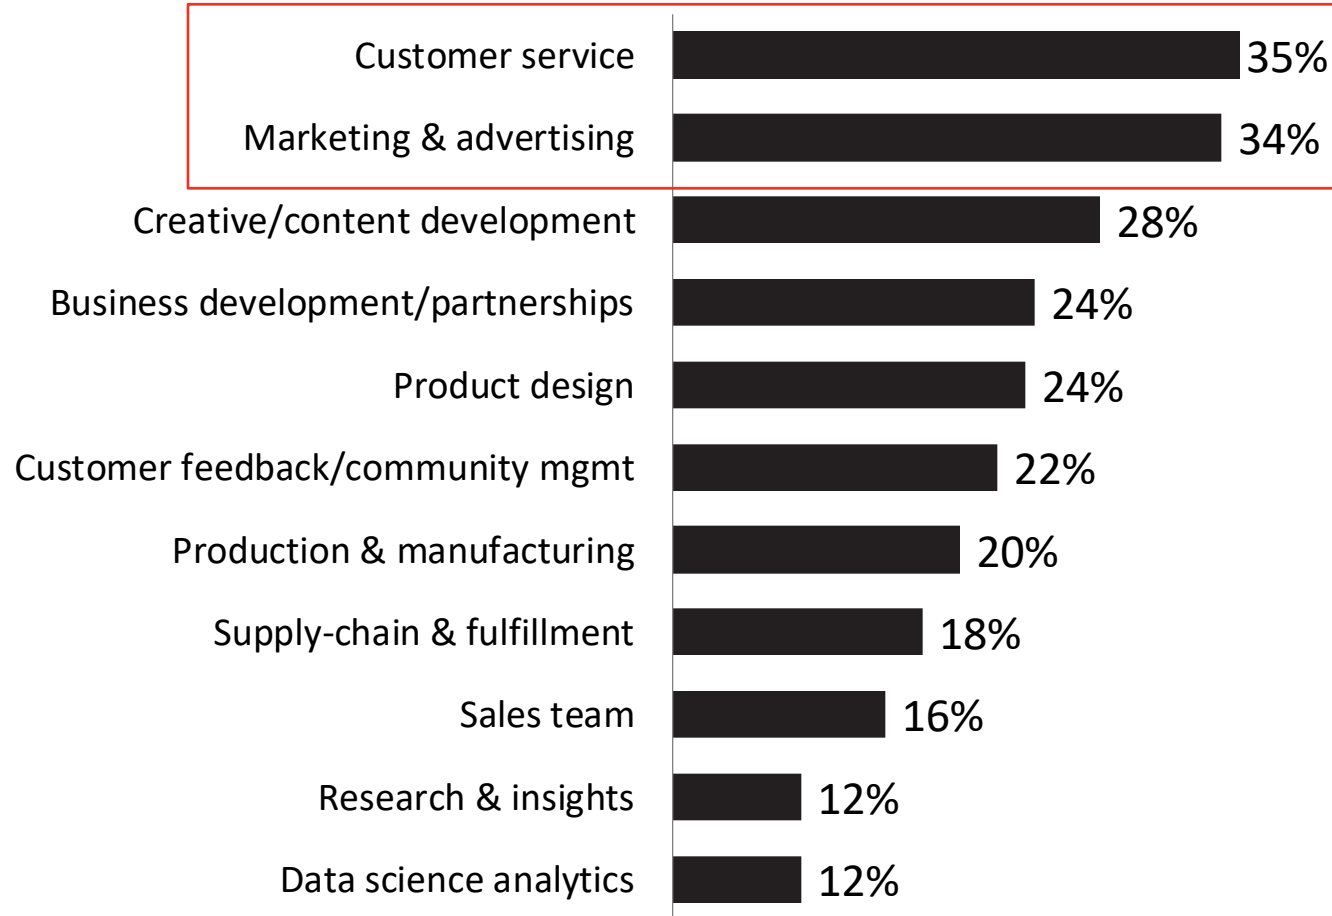 Customer service 35%
Marketing & advertising 34%
Creative/content development 28%
Business development/partnerships 24%
Product design 24%
Customer feedback/community mgmt 22%
Production & manufacturing 20%
Supply-chain & fulfillment 18%
Sales team 16%
Research & insights 12%
Data science analytics 12%